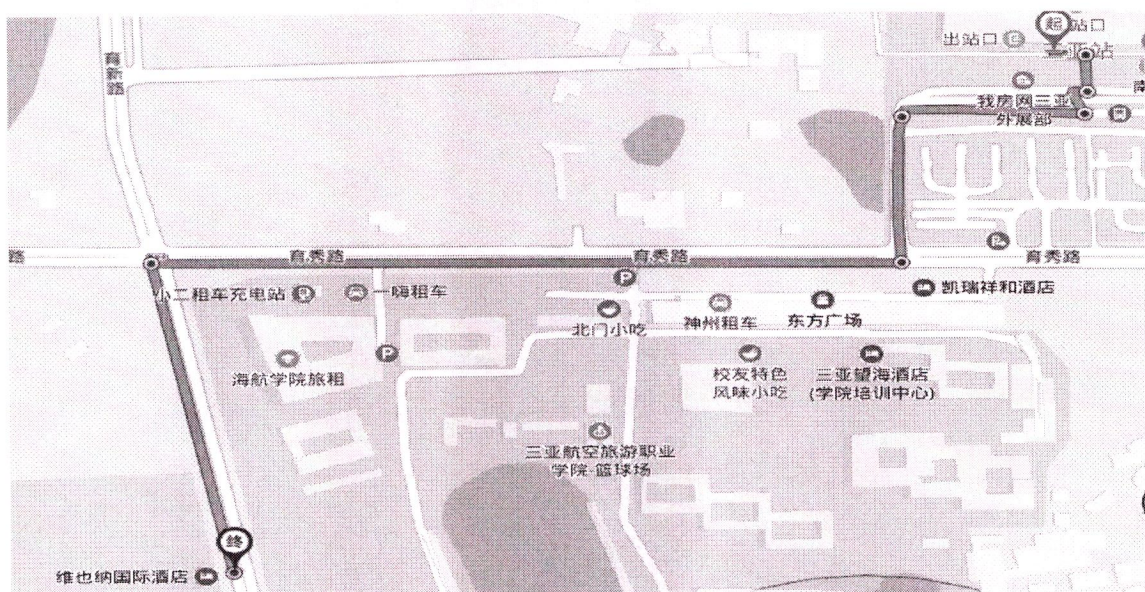 起
站口
出站口
三亚站
育新路
南
我房网三亚
外展部
路
育秀路
育秀路
育秀路
小二租车充电站
一嗨租车
P
凯瑞祥和酒店
北门小吃
神州租车
东方广场
P
海航学院旅租
校友特色
风味小吃
三亚望海酒店
(学院培训中心)
三亚航空旅游职业
学院-篮球场
终
维也纳国际酒店